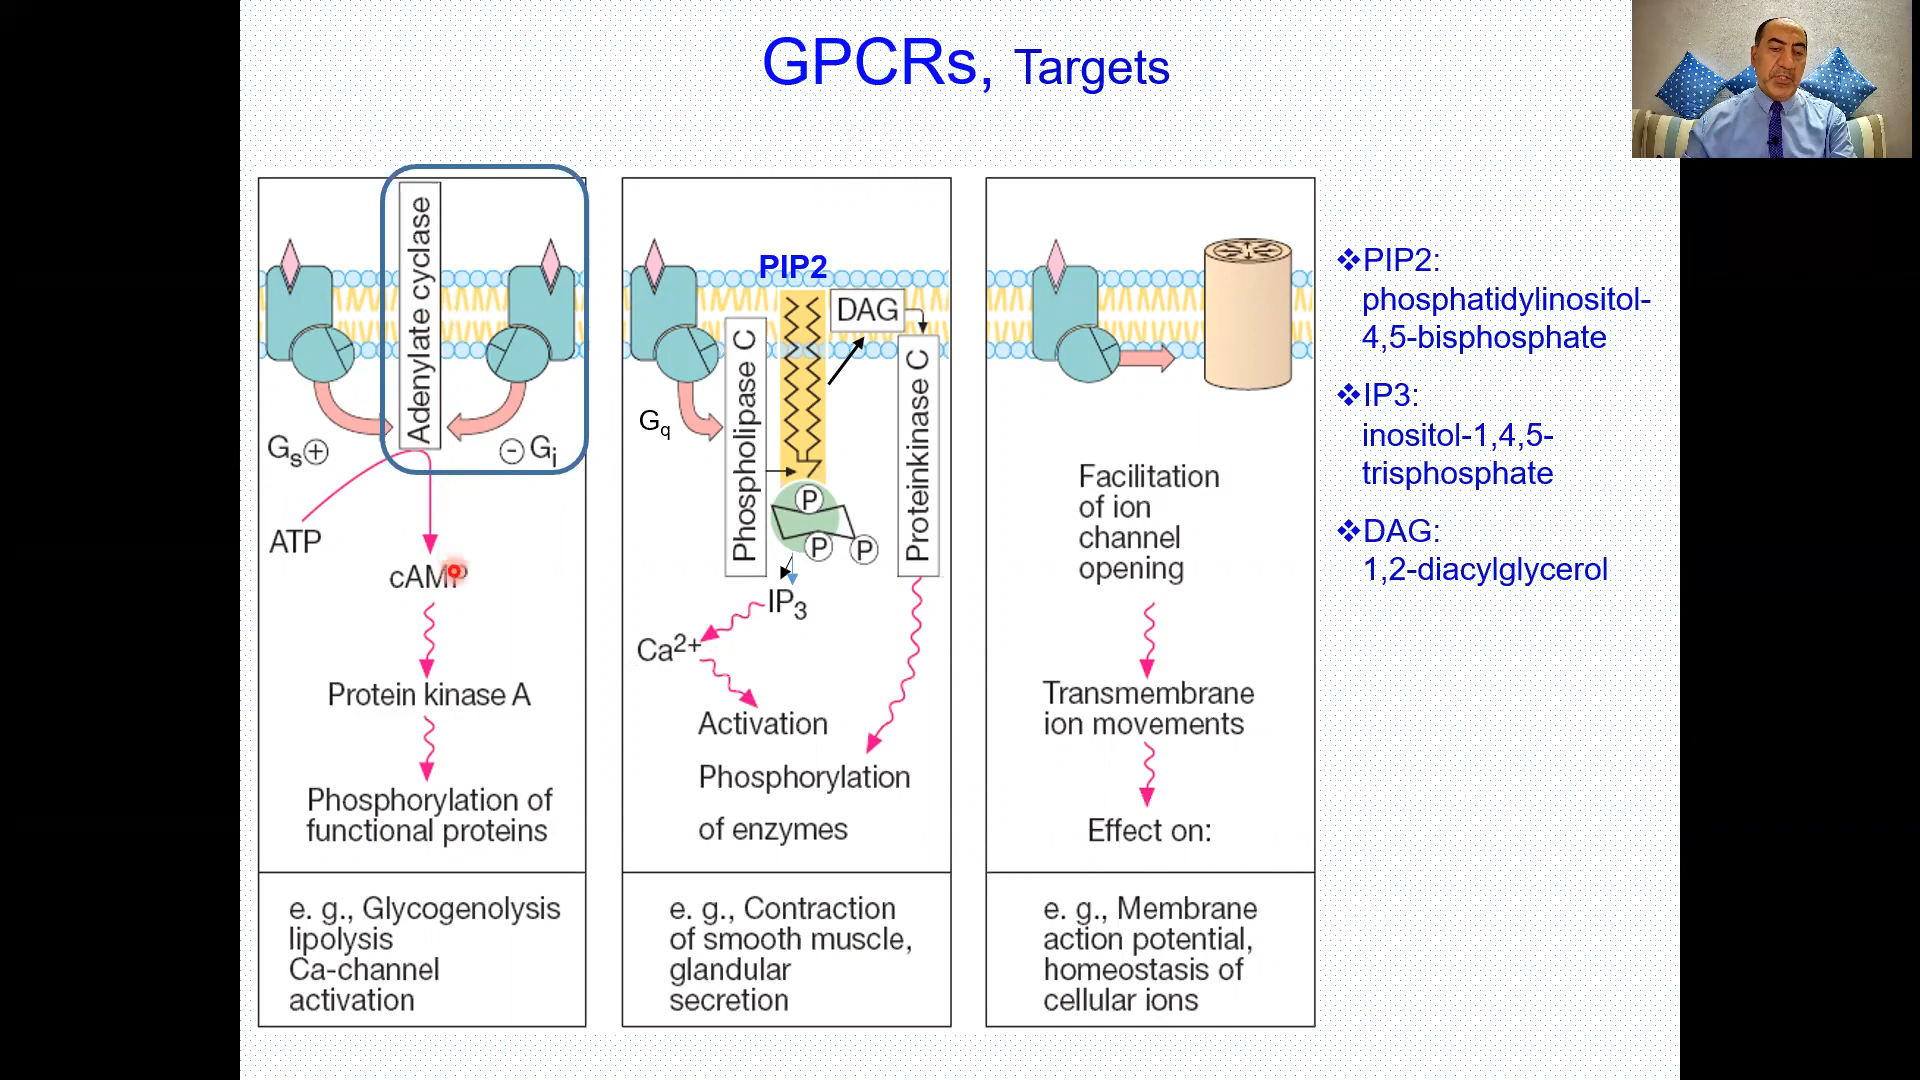 GPCRs, Targets
Adenylate cyclase
Gs+
- Gi
ATP
cAMP
Protein kinase A
Phosphorylation of
functional proteins
e. g., Glycogenolysis
lipolysis
Ca-channel
activation
PIP2
DAG
Phospholipase C
Proteinkinase C
Gq
P
P
P
IP3
Ca2+
Activation
Phosphorylation
of enzymes
e. g., Contraction
of smooth muscle,
glandular
secretion
Facilitation
of ion
channel
opening
Transmembrane
ion movements
Effect on:
e. g., Membrane
action potential,
homeostasis of
cellular ions
❖PIP2:
phosphatidylinositol-
4,5-bisphosphate
❖IP3:
inositol-1,4,5-
trisphosphate
❖DAG:
1,2-diacylglycerol